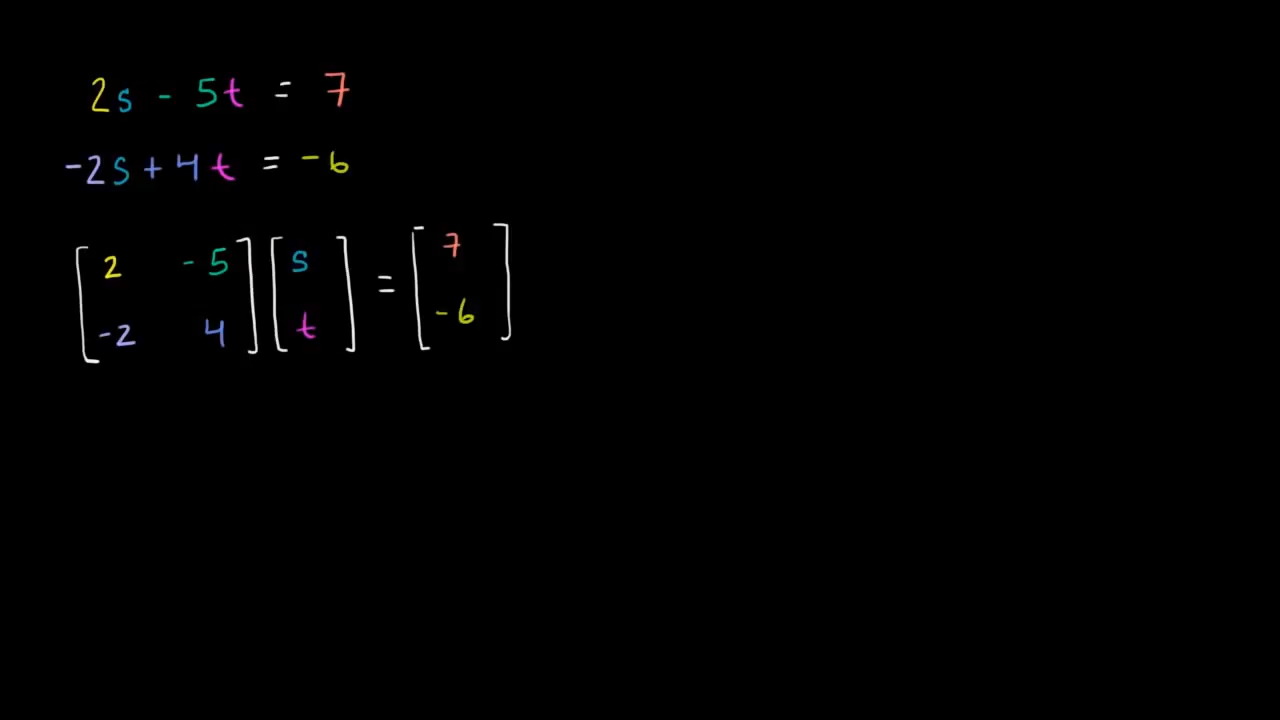 2s - 5t = 7
-2s + 4t = -6
[2 -5] [s] = [7]
[-2 4] [t] [-6]